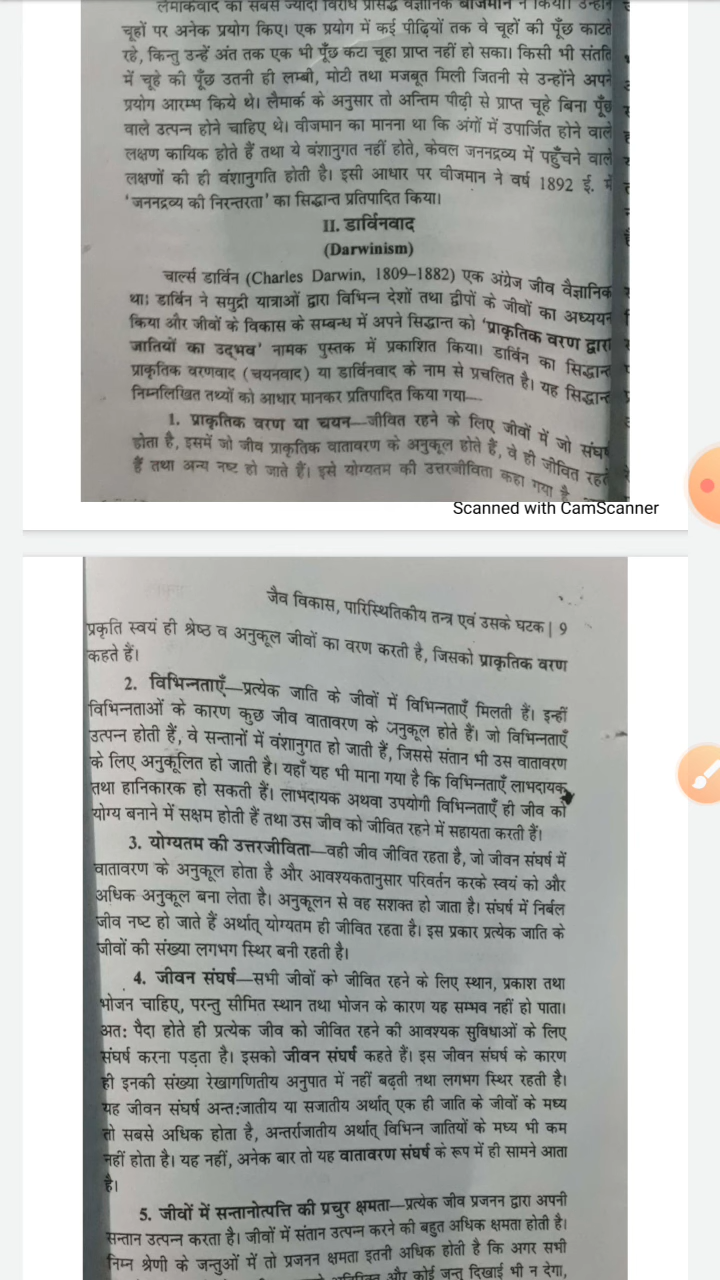 लैमार्कवाद का सबसे ज्यादा विरोध प्रसिद्ध वैज्ञानिक वीजमान ने किया। उन्होंने
चूहों पर अनेक प्रयोग किए। एक प्रयोग में कई पीढ़ियों तक वे चूहों की पूँछ काटते
रहे, किन्तु उन्हें अंत तक एक भी पूँछ कटा चूहा प्राप्त नहीं हो सका। किसी भी संतति
में चूहे की पूँछ उतनी ही लम्बी, मोटी तथा मजबूत मिली जितनी से उन्होंने अपने
प्रयोग आरम्भ किये थे। लैमार्क के अनुसार तो अन्तिम पीढ़ी से प्राप्त चूहे बिना पूँछ
वाले उत्पन्न होने चाहिए थे। वीजमान का मानना था कि अंगों में उपार्जित होने वाले
लक्षण कायिक होते हैं तथा ये वंशानुगत नहीं होते, केवल जननद्रव्य में पहुँचने वाले
लक्षणों की ही वंशानुगति होती है। इसी आधार पर वीजमान ने वर्ष 1892 ई. में
'जननद्रव्य की निरन्तरता' का सिद्धान्त प्रतिपादित किया।
II. डार्विनवाद
(Darwinism)
चार्ल्स डार्विन (Charles Darwin, 1809–1882) एक अंग्रेज जीव वैज्ञानिक
था; डार्विन ने समुद्री यात्राओं द्वारा विभिन्न देशों तथा द्वीपों के जीवों का अध्ययन
किया और जीवों के विकास के सम्बन्ध में अपने सिद्धान्त को 'प्राकृतिक वरण द्वारा
जातियों का उद्भव' नामक पुस्तक में प्रकाशित किया। डार्विन का सिद्धान्त
प्राकृतिक वरणवाद (चयनवाद) या डार्विनवाद के नाम से प्रचलित है। यह सिद्धान्त
निम्नलिखित तथ्यों को आधार मानकर प्रतिपादित किया गया—
1. प्राकृतिक वरण या चयन—जीवित रहने के लिए जीवों में जो संघर्ष
होता है, इसमें जो जीव प्राकृतिक वातावरण के अनुकूल होते हैं, वे ही जीवित रहते
हैं तथा अन्य नष्ट हो जाते हैं। इसे योग्यतम की उत्तरजीविता कहा गया है
Scanned with CamScanner
जैव विकास, पारिस्थितिकीय तन्त्र एवं उसके घटक | 9
प्रकृति स्वयं ही श्रेष्ठ व अनुकूल जीवों का वरण करती है, जिसको प्राकृतिक वरण
कहते हैं।
2. विभिन्नताएँ—प्रत्येक जाति के जीवों में विभिन्नताएँ मिलती हैं। इन्हीं
विभिन्नताओं के कारण कुछ जीव वातावरण के अनुकूल होते हैं। जो विभिन्नताएँ
उत्पन्न होती हैं, वे सन्तानों में वंशानुगत हो जाती हैं, जिससे संतान भी उस वातावरण
के लिए अनुकूलित हो जाती है। यहाँ यह भी माना गया है कि विभिन्नताएँ लाभदायक
तथा हानिकारक हो सकती हैं। लाभदायक अथवा उपयोगी विभिन्नताएँ ही जीव को
योग्य बनाने में सक्षम होती हैं तथा उस जीव को जीवित रहने में सहायता करती हैं।
3. योग्यतम की उत्तरजीविता—वही जीव जीवित रहता है, जो जीवन संघर्ष में
वातावरण के अनुकूल होता है और आवश्यकतानुसार परिवर्तन करके स्वयं को और
अधिक अनुकूल बना लेता है। अनुकूलन से वह सशक्त हो जाता है। संघर्ष में निर्बल
जीव नष्ट हो जाते हैं अर्थात् योग्यतम ही जीवित रहता है। इस प्रकार प्रत्येक जाति के
जीवों की संख्या लगभग स्थिर बनी रहती है।
4. जीवन संघर्ष—सभी जीवों को जीवित रहने के लिए स्थान, प्रकाश तथा
भोजन चाहिए, परन्तु सीमित स्थान तथा भोजन के कारण यह सम्भव नहीं हो पाता।
अत: पैदा होते ही प्रत्येक जीव को जीवित रहने की आवश्यक सुविधाओं के लिए
संघर्ष करना पड़ता है। इसको जीवन संघर्ष कहते हैं। इस जीवन संघर्ष के कारण
ही इनकी संख्या रेखागणितीय अनुपात में नहीं बढ़ती तथा लगभग स्थिर रहती है।
यह जीवन संघर्ष अन्त:जातीय या सजातीय अर्थात् एक ही जाति के जीवों के मध्य
तो सबसे अधिक होता है, अन्तर्राजातीय अर्थात् विभिन्न जातियों के मध्य भी कम
नहीं होता है। यह नहीं, अनेक बार तो यह वातावरण संघर्ष के रूप में ही सामने आता
है।
5. जीवों में सन्तानोत्पत्ति की प्रचुर क्षमता—प्रत्येक जीव प्रजनन द्वारा अपनी
सन्तान उत्पन्न करता है। जीवों में संतान उत्पन्न करने की बहुत अधिक क्षमता होती है।
निम्न श्रेणी के जन्तुओं में तो प्रजनन क्षमता इतनी अधिक होती है कि अगर सभी
और कोई जन्तु दिखाई भी न देगा,